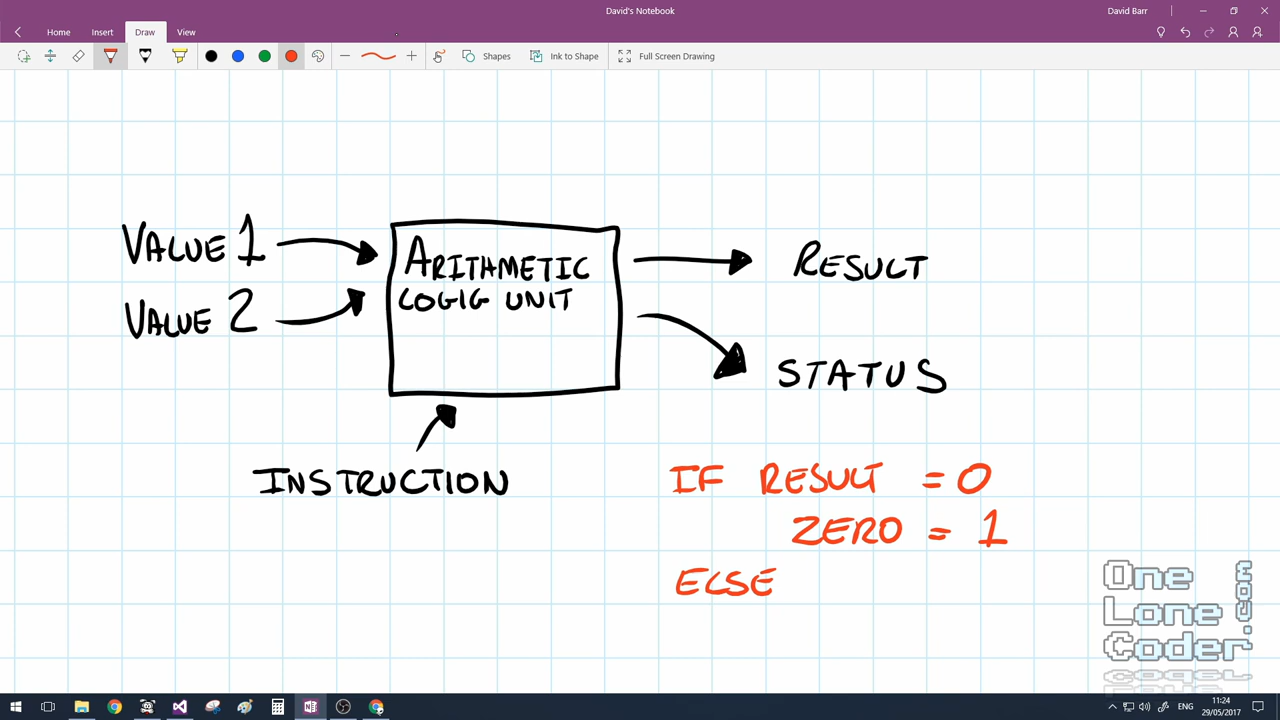 David's Notebook
David Barr
Home Insert Draw View
Shapes Ink to Shape Full Screen Drawing
VALUE 1
VALUE 2
ARITHMETIC
LOGIG UNIT
RESULT
STATUS
INSTRUCTION
IF RESULT = 0
ZERO = 1
ELSE
One
Lone
Coder.com
ENG
11:24
29/05/2017